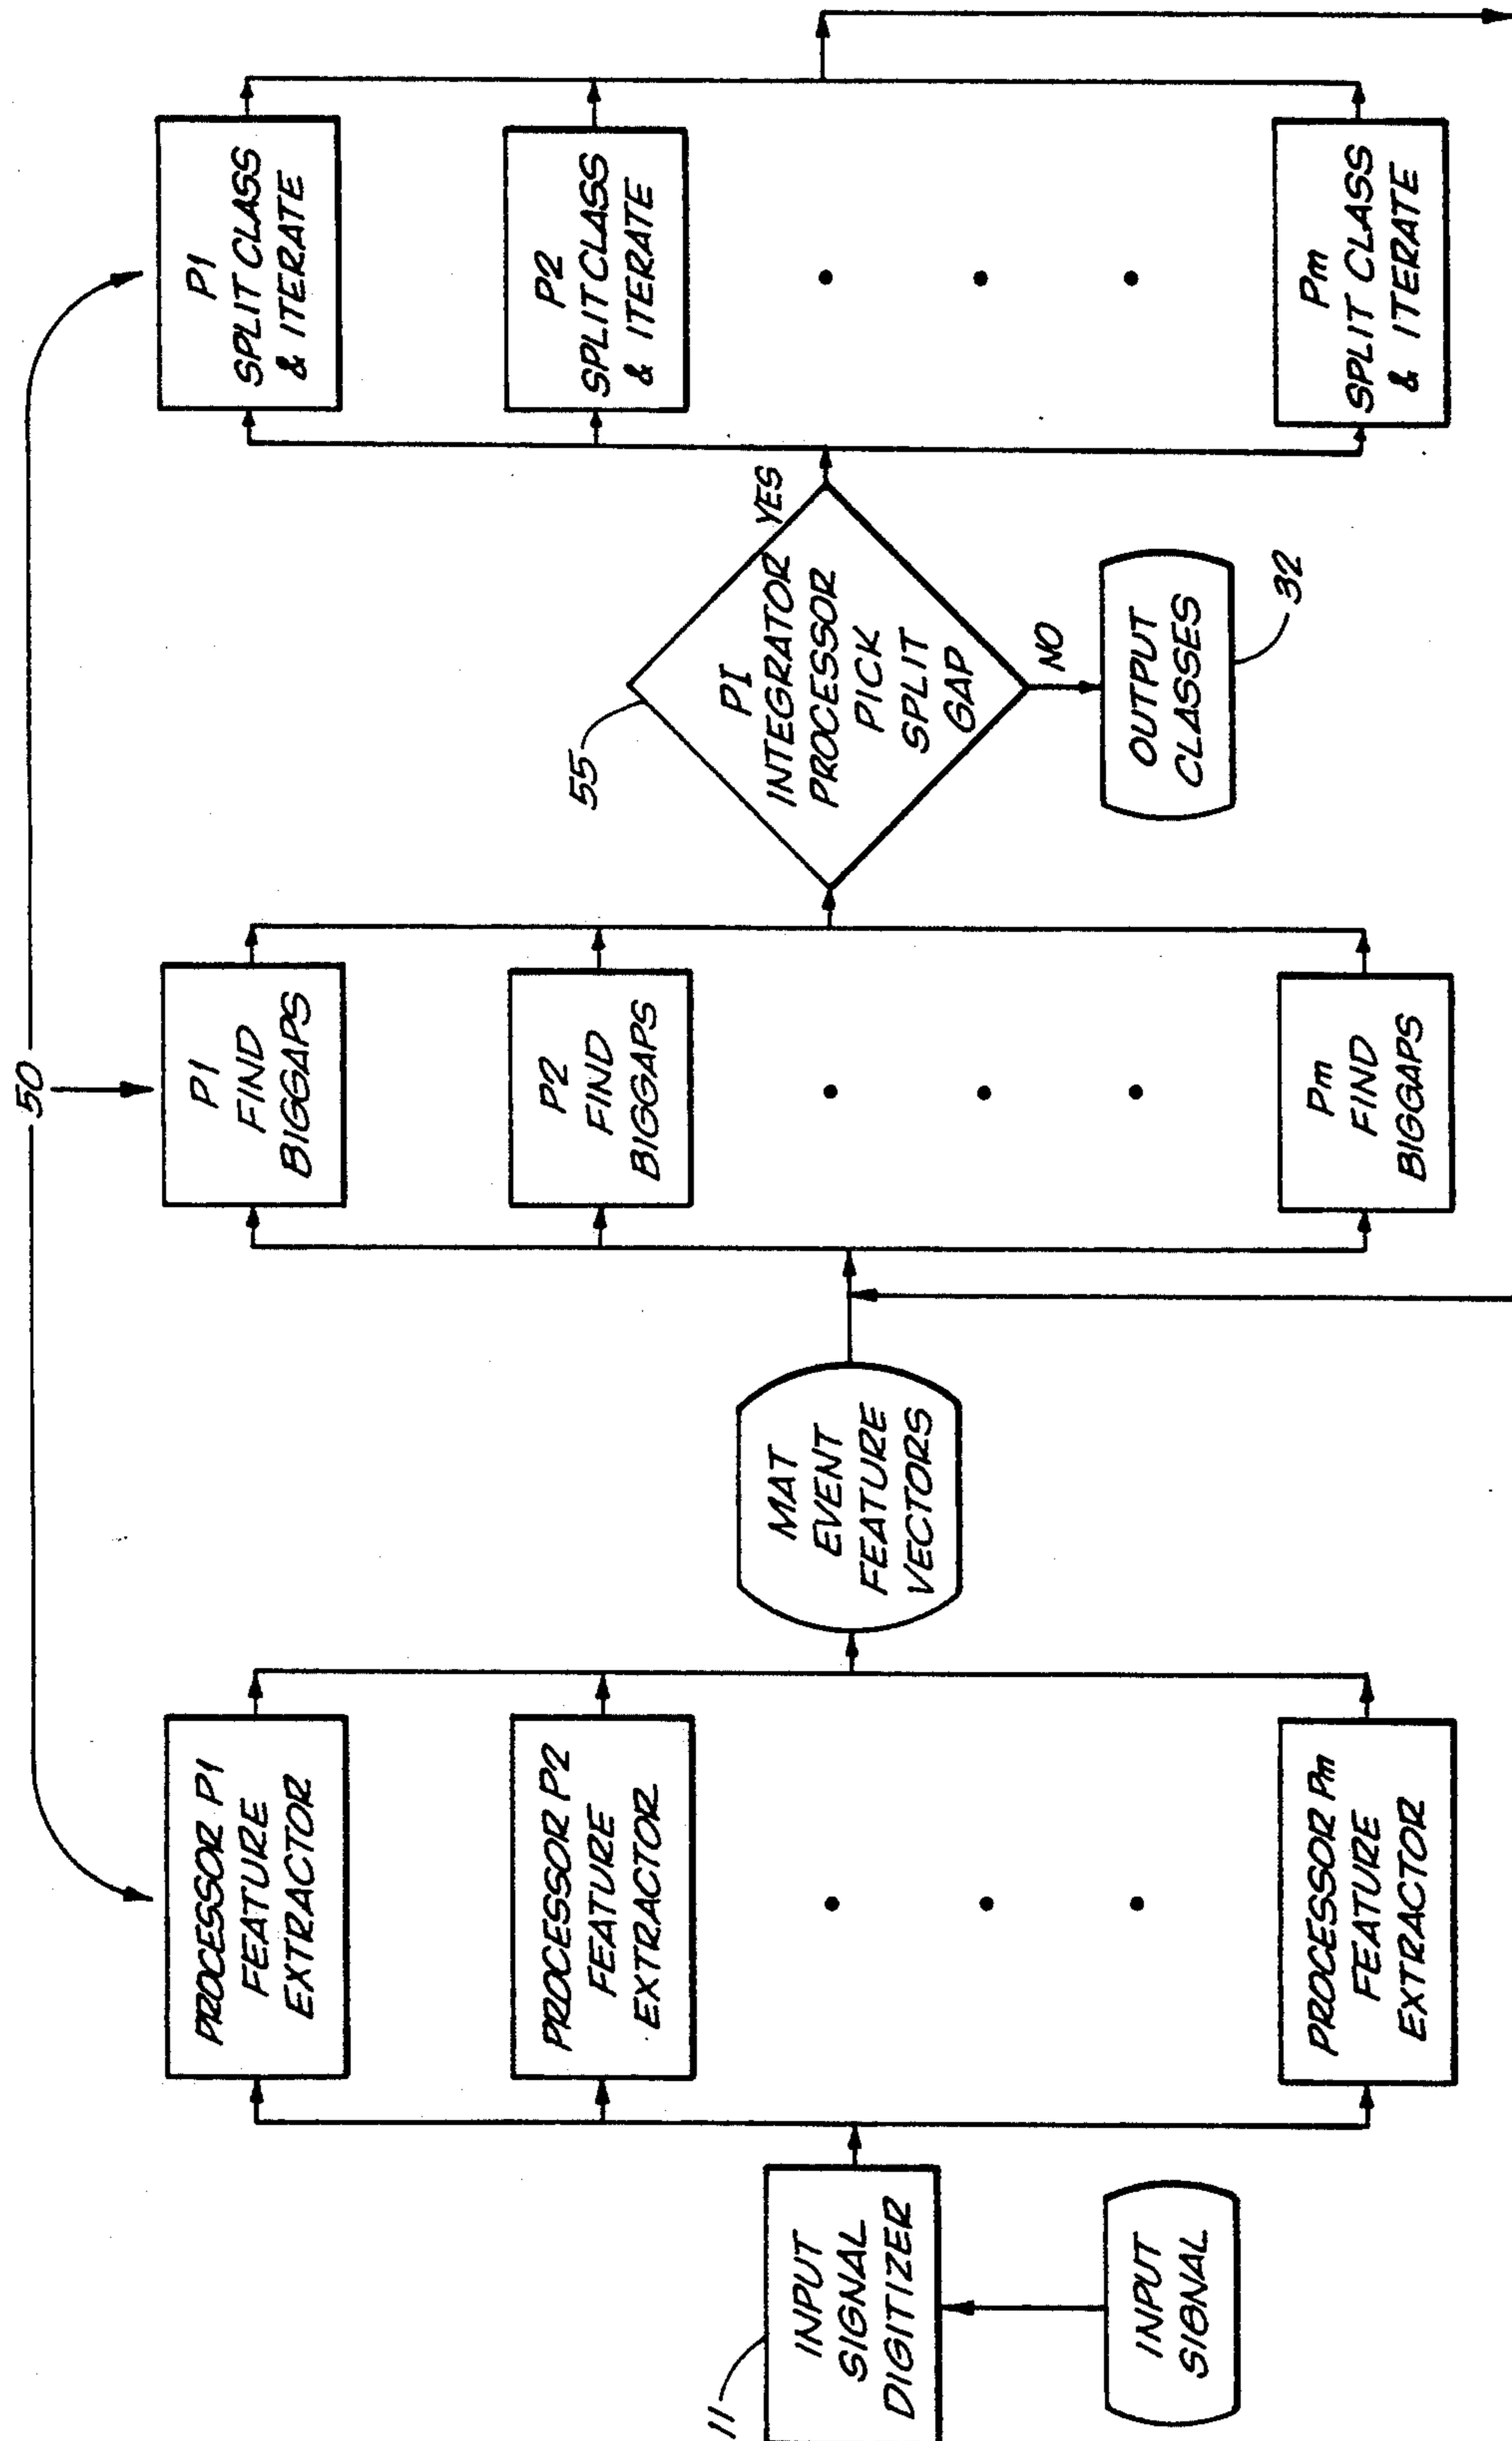 50
11
INPUT
SIGNAL
DIGITIZER
INPUT
SIGNAL
PROCESSOR P1
FEATURE
EXTRACTOR
PROCESSOR P2
FEATURE
EXTRACTOR
PROCESSOR Pm
FEATURE
EXTRACTOR
MAT
EVENT
FEATURE
VECTORS
P1
FIND
BIGGAPS
P2
FIND
BIGGAPS
Pm
FIND
BIGGAPS
55
PI
INTEGRATOR
PROCESSOR
PICK
SPLIT
GAP
YES
NO
OUTPUT
CLASSES
32
P1
SPLIT CLASS
& ITERATE
P2
SPLIT CLASS
& ITERATE
Pm
SPLIT CLASS
& ITERATE